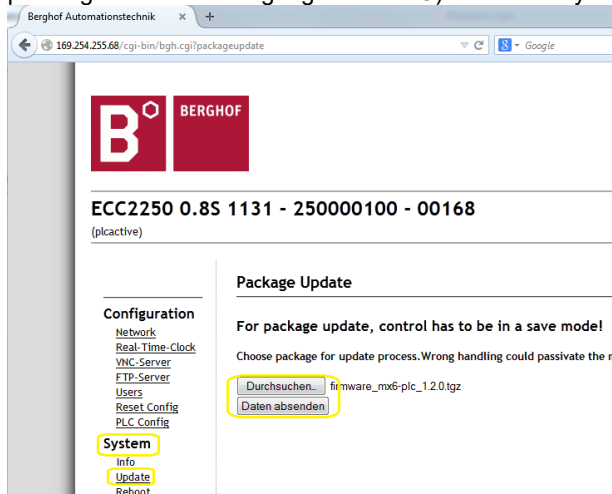 Berghof Automationstechnik × +
169.254.255.68/cgi-bin/bgh.cgi?packageupdate Google
B BERGHOF
ECC2250 0.8S 1131 - 250000100 - 00168
(plcactive)
Package Update
Configuration
Network
Real-Time-Clock
VNC-Server
FTP-Server
Users
Reset Config
PLC Config
System
Info
Update
Reboot
For package update, control has to be in a save mode!
Choose package for update process.Wrong handling could passivate the
Durchsuchen_ firmware_mx6-plc_1.2.0.tgz
Daten absenden